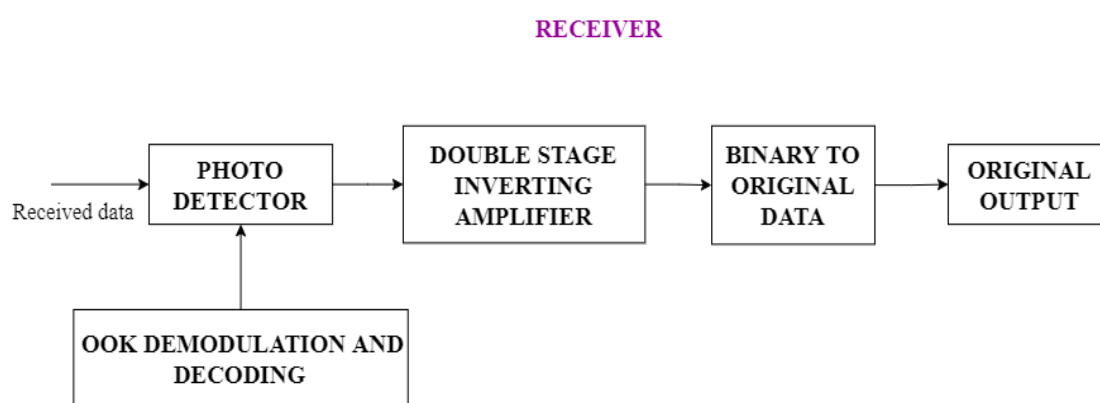 RECEIVER
Received data
PHOTO
DETECTOR
DOUBLE STAGE
INVERTING
AMPLIFIER
BINARY TO
ORIGINAL
DATA
ORIGINAL
OUTPUT
OOK DEMODULATION AND
DECODING